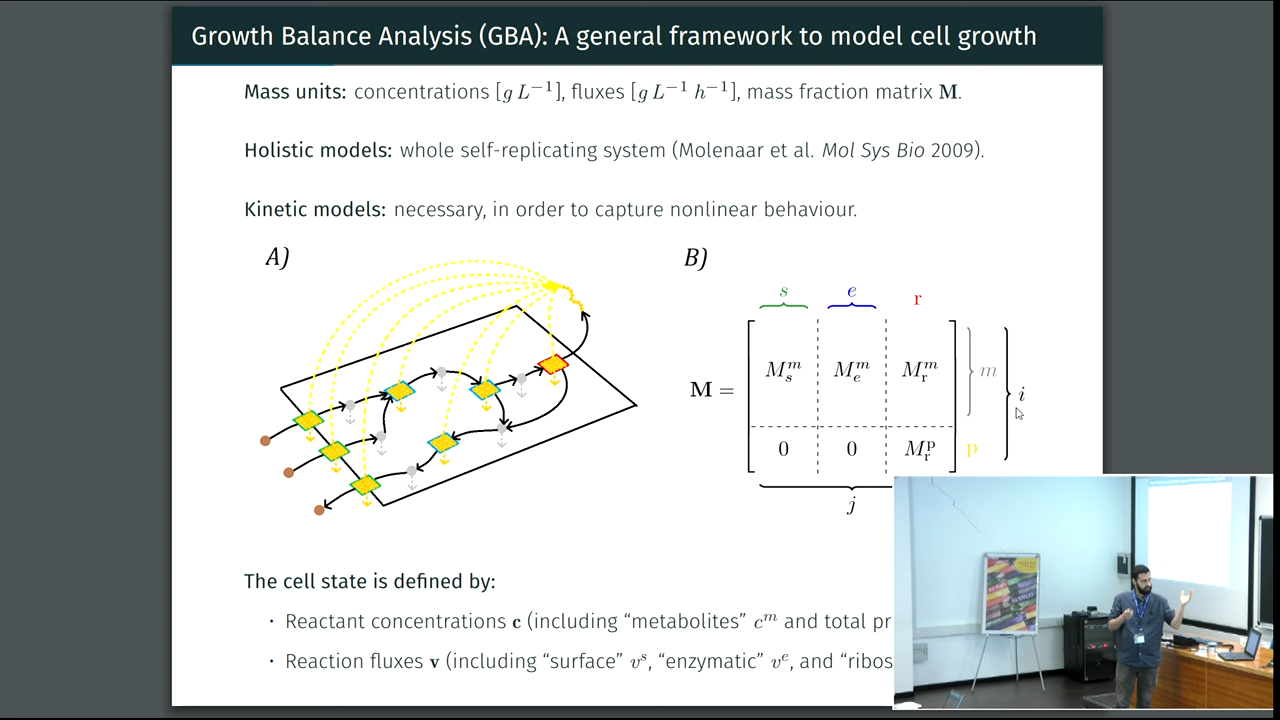 Growth Balance Analysis (GBA): A general framework to model cell growth
Mass units: concentrations [g L⁻¹], fluxes [g L⁻¹ h⁻¹], mass fraction matrix M.
Holistic models: whole self-replicating system (Molenaar et al. Mol Sys Bio 2009).
Kinetic models: necessary, in order to capture nonlinear behaviour.
A)
B)
s e r
M =
Mₛᵐ Mₑᵐ Mᵣᵐ
m
i
0 0 Mᵣᵖ
p
j
The cell state is defined by:
· Reactant concentrations c (including “metabolites” cᵐ and total pr
· Reaction fluxes v (including “surface” vˢ, “enzymatic” vᵉ, and “ribos